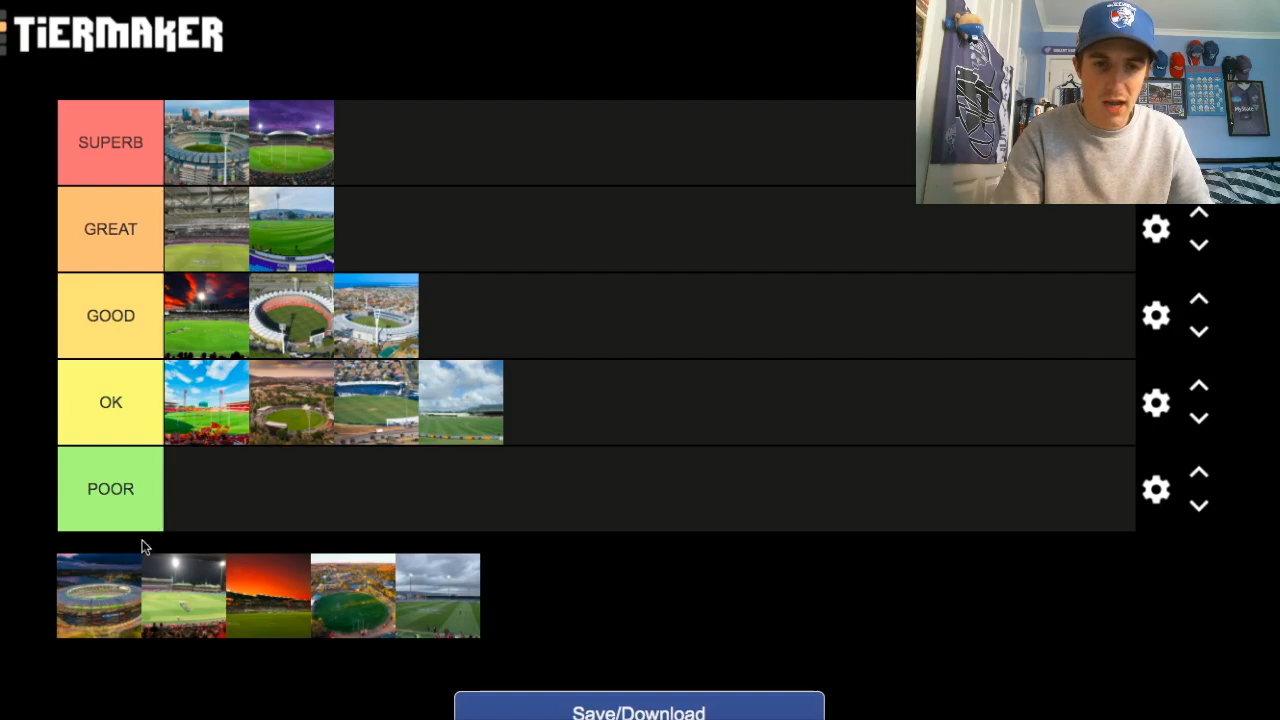 TiERMAKER
SUPERB
GREAT
GOOD
OK
POOR
Save/Download